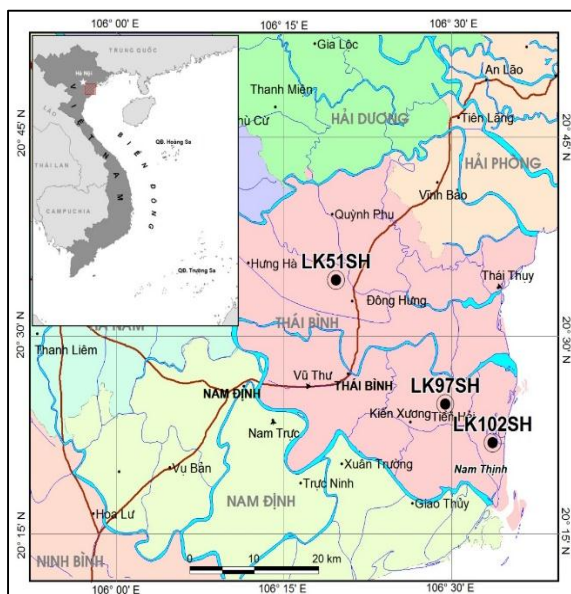 106° 00'
106° 15'
106° 30'
TRUNG QUỐC
Hà Nội
LÀO
VIỆT NAM
BIỂN ĐÔNG
QĐ. Hoàng Sa
THÁI LAN
CAMPUCHIA
QĐ. Trường Sa
Gia Lộc
Thanh Miện
HẢI DƯƠNG
An Lão
Tiên Lãng
20° 45'
20° 45'
HẢI PHÒNG
Vĩnh Bảo
Quỳnh Phụ
Hưng Hà
LK51SH
Thái Thụy
Đông Hưng
THÁI BÌNH
20° 30'
20° 30'
Thanh Liêm
Vũ Thư
THÁI BÌNH
NAM ĐỊNH
LK97SH
Kiến Xương
LK102SH
Nam Trực
Xuân Trường
Nam Thịnh
Vụ Bản
Trực Ninh
NAM ĐỊNH
Giao Thủy
Hoa Lư
20° 15'
20° 15'
NINH BÌNH
0 10 20 km
106° 00'
106° 15'
106° 30'